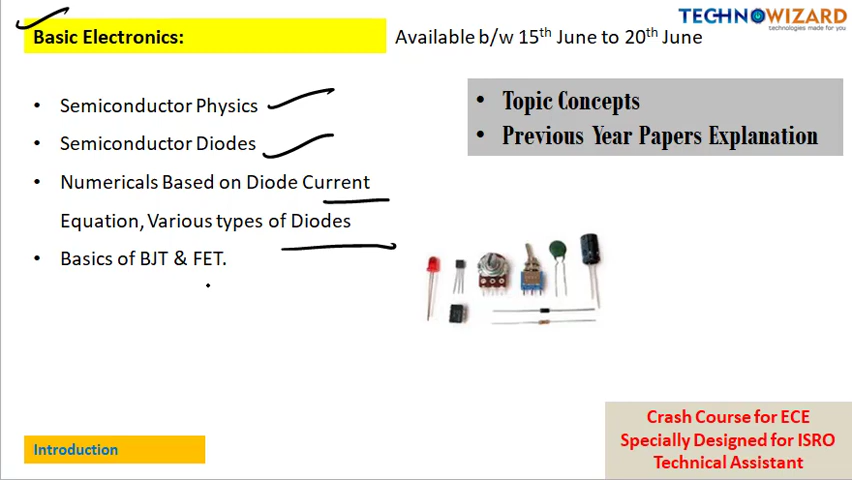 TECHNOWIZARD
technologies made for you
Basic Electronics:
Available b/w 15th June to 20th June
• Semiconductor Physics
• Semiconductor Diodes
• Numericals Based on Diode Current
Equation, Various types of Diodes
• Basics of BJT & FET.
• Topic Concepts
• Previous Year Papers Explanation
Introduction
Crash Course for ECE
Specially Designed for ISRO
Technical Assistant